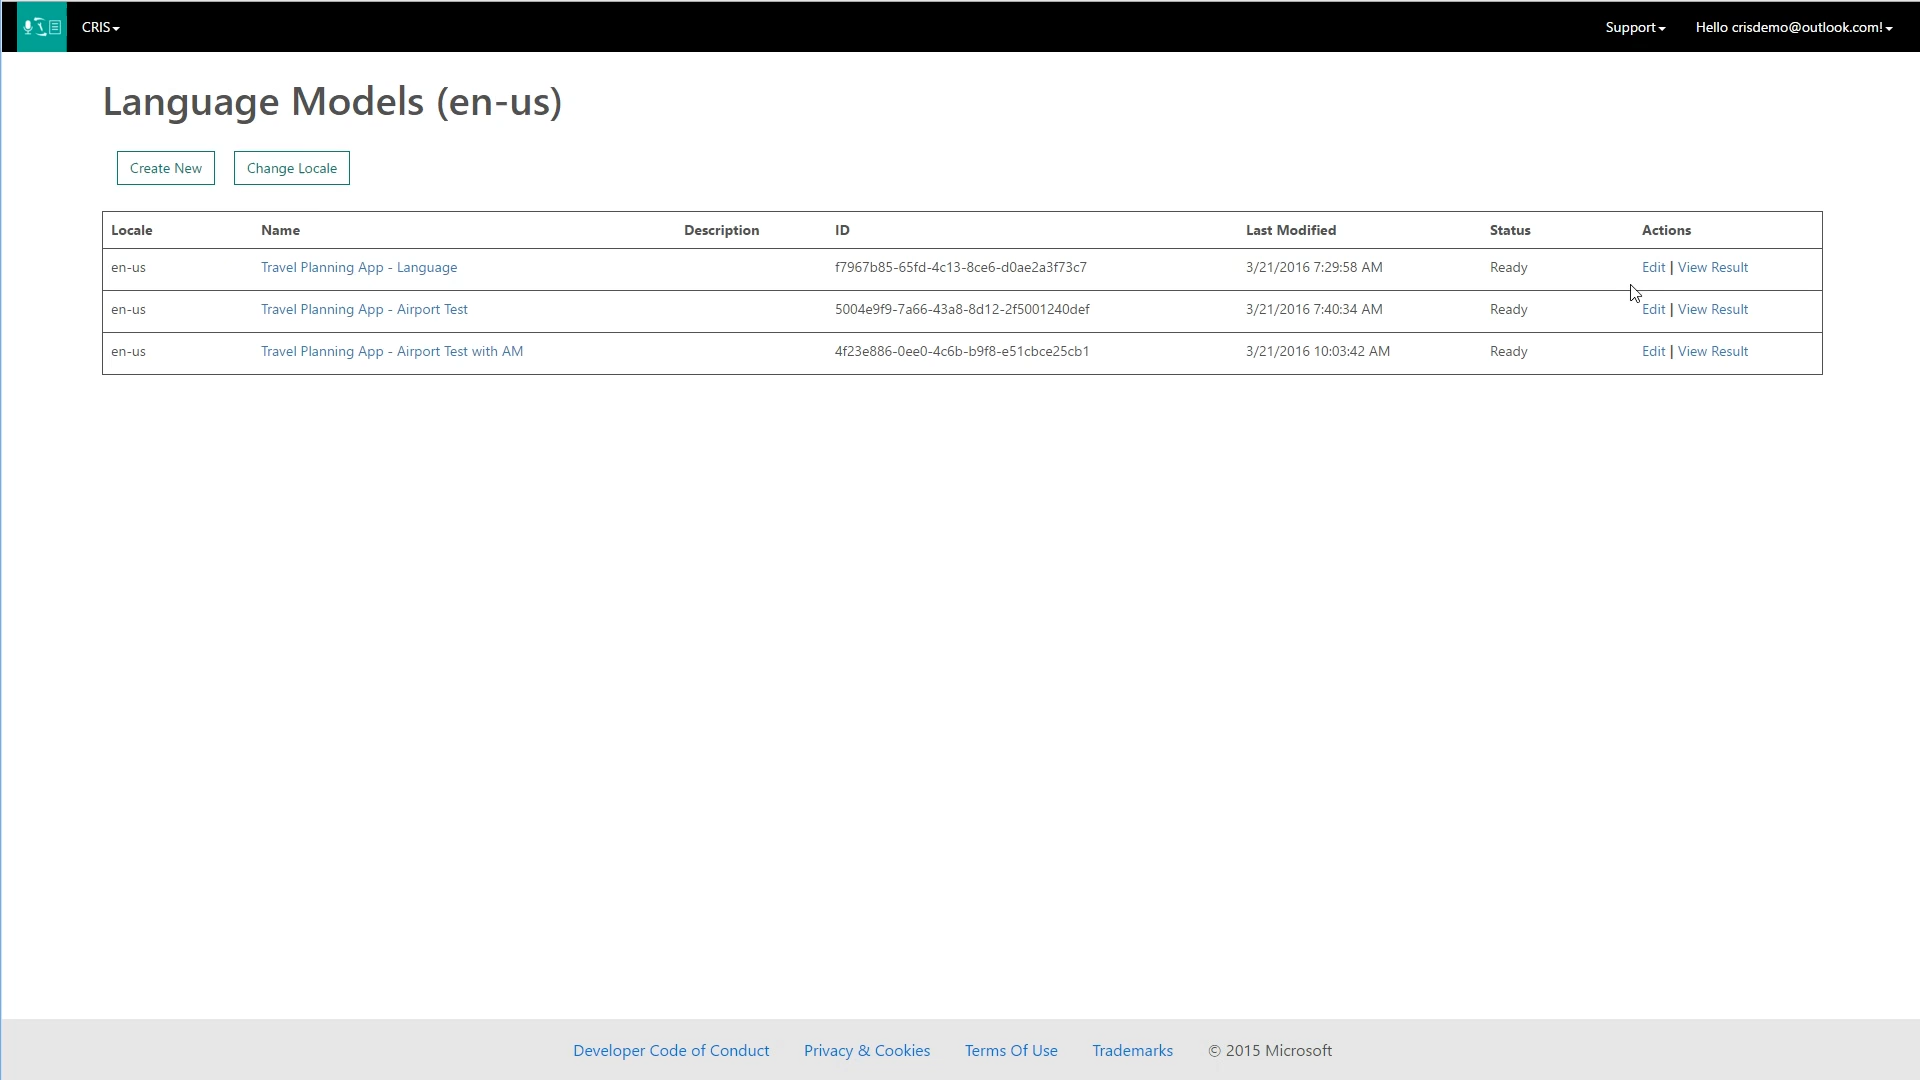 CRIS
Support
Hello crisdemo@outlook.com!
Language Models (en-us)
Create New Change Locale
Locale Name Description ID Last Modified Status Actions
en-us Travel Planning App - Language f7967b85-65fd-4c13-8ce6-d0ae2a3f73c7 3/21/2016 7:29:58 AM Ready Edit | View Result
en-us Travel Planning App - Airport Test 5004e9f9-7a66-43a8-8d12-2f5001240def 3/21/2016 7:40:34 AM Ready Edit | View Result
en-us Travel Planning App - Airport Test with AM 4f23e886-0ee0-4c6b-b9f8-e51cbce25cb1 3/21/2016 10:03:42 AM Ready Edit | View Result
Developer Code of Conduct Privacy & Cookies Terms Of Use Trademarks © 2015 Microsoft